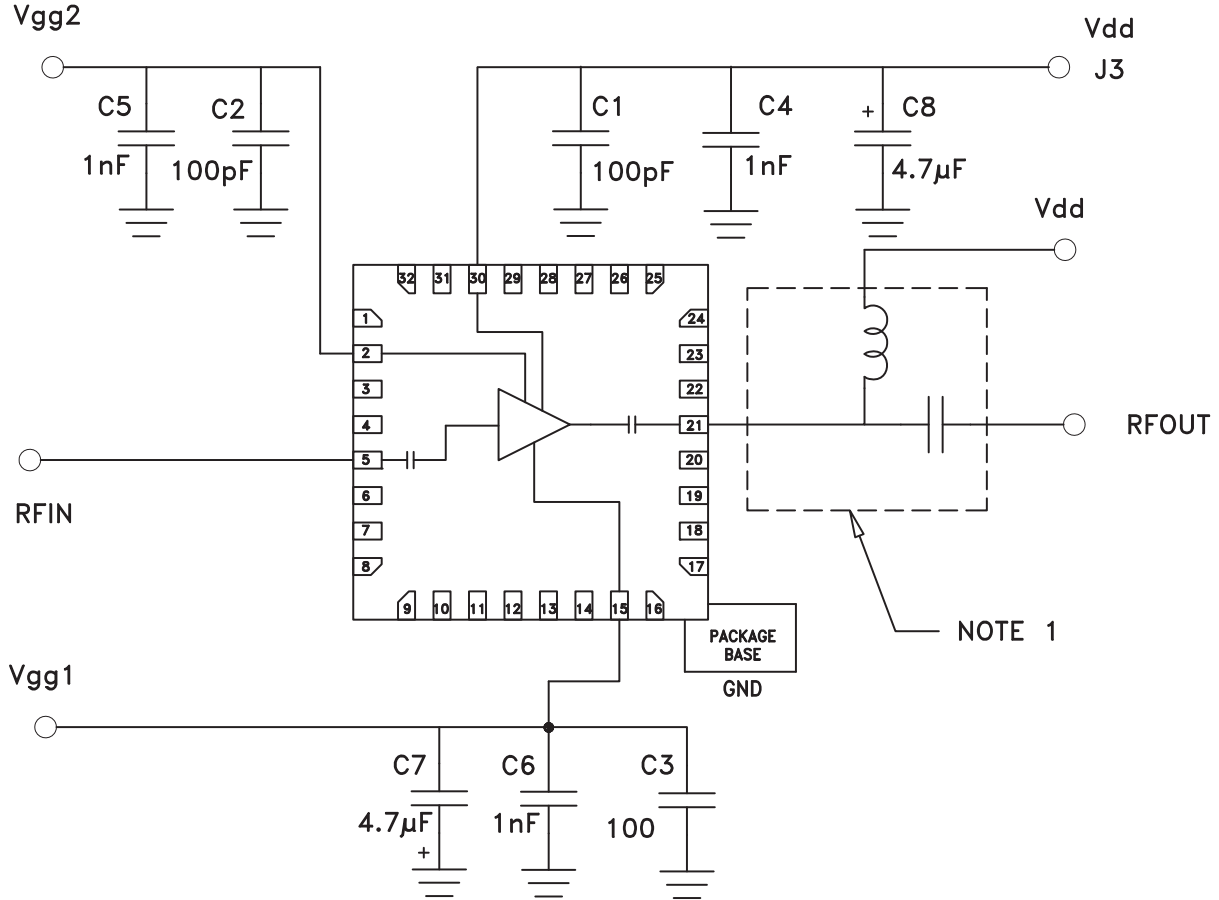 Vgg2
Vdd
J3
C5
1nF
C2
100pF
C1
100pF
C4
1nF
+
C8
4.7μF
Vdd
32
31
30
29
28
27
26
25
1
2
3
4
5
6
7
8
24
23
22
21
20
19
18
17
9
10
11
12
13
14
15
16
RFIN
RFOUT
NOTE 1
PACKAGE
BASE
GND
Vgg1
C7
4.7μF
+
C6
1nF
C3
100